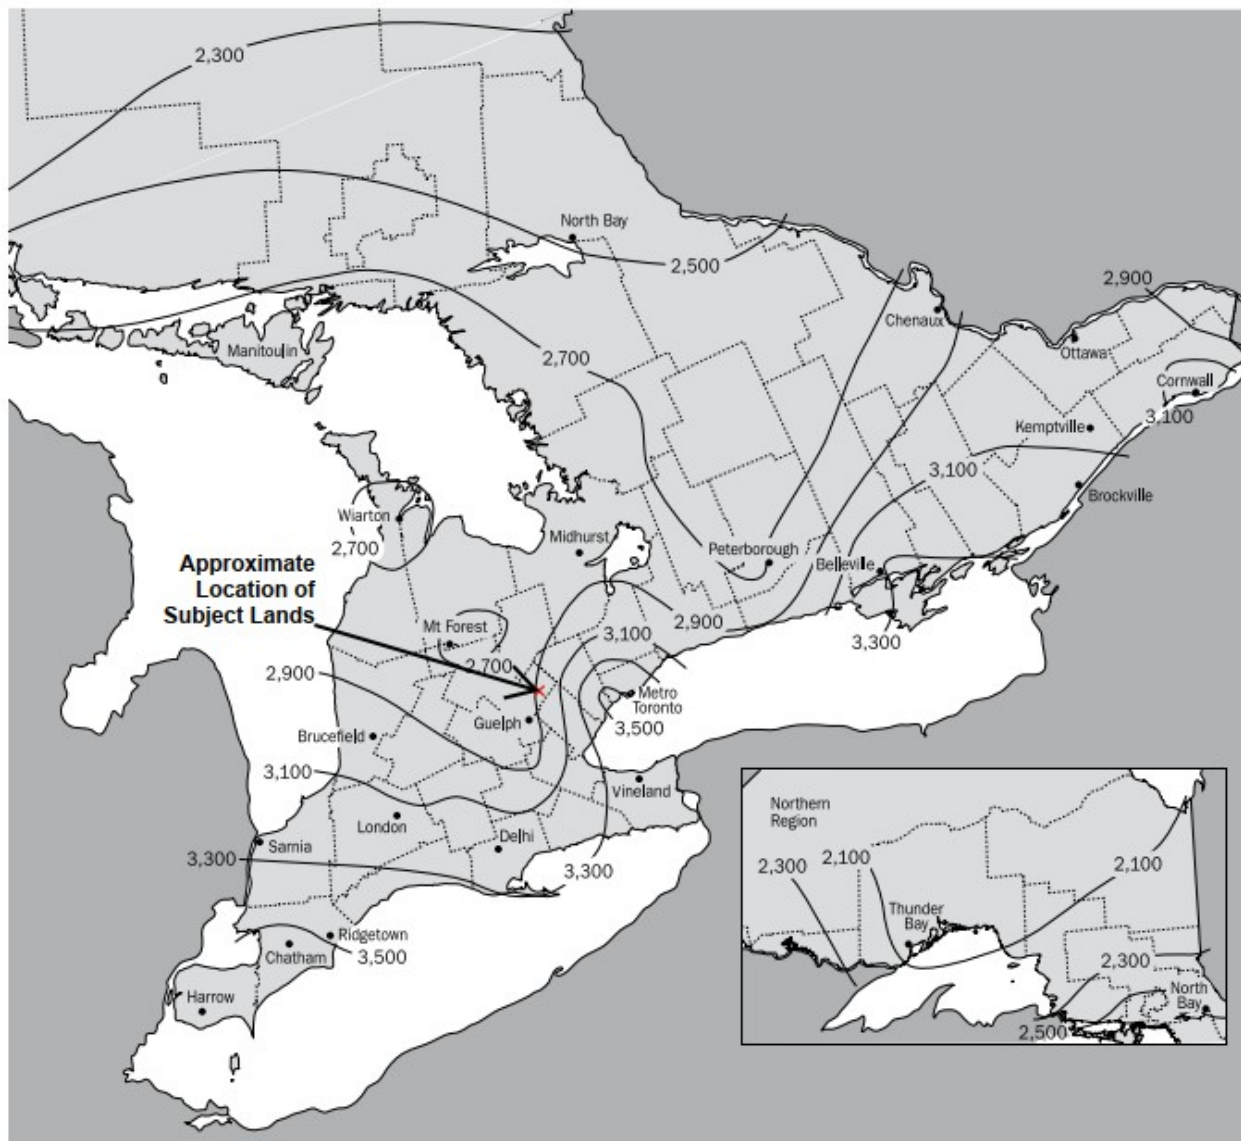 2,300
North Bay
2,500
2,900
Chenaux
Ottawa
Manitoulin
2,700
Cornwall
3,100
Kemptville
3,100
Brockville
Wiarton
2,700
Midhurst
Peterborough
Belleville
Approximate
Location of
Subject Lands
Mt Forest
2,900
3,100
3,300
2,700
2,900
Metro
Toronto
3,500
Guelph
Brucefield
3,100
Vineland
London
Delhi
Sarnia
3,300
3,300
Ridgetown
Chatham
3,500
Harrow
Northern
Region
2,300
2,100
2,100
Thunder
Bay
2,300
North
Bay
2,500